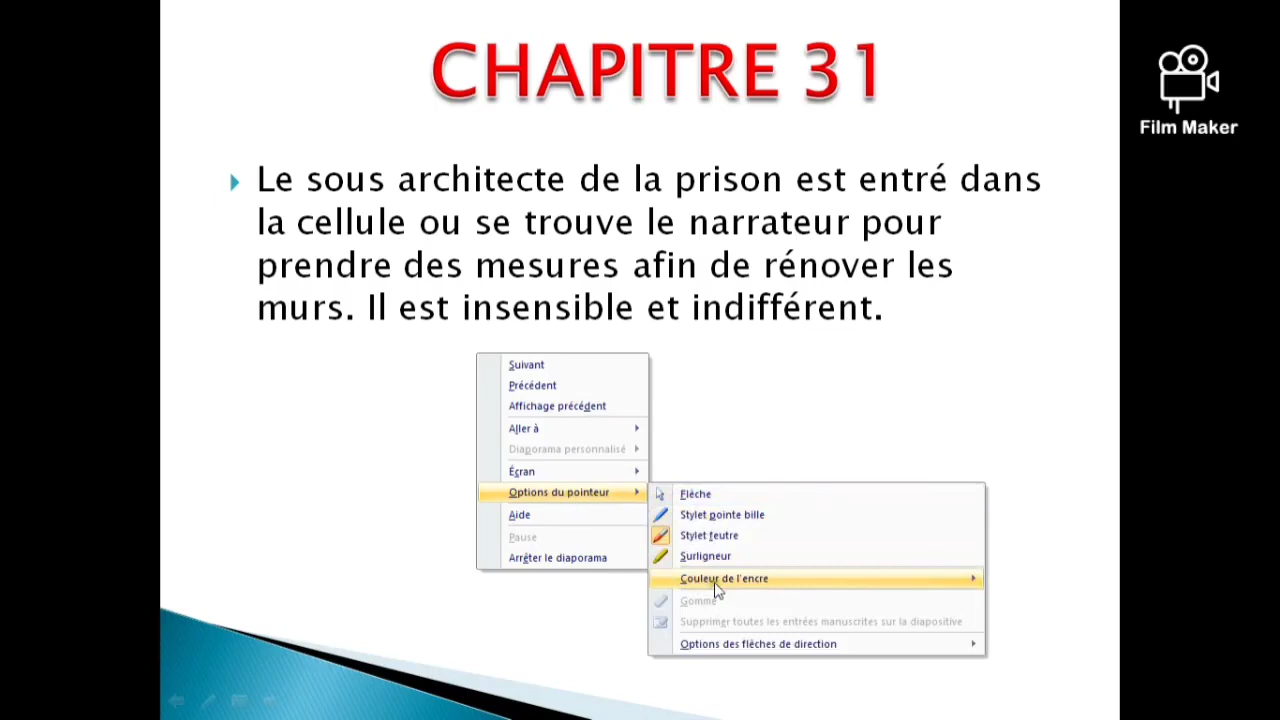 CHAPITRE 31
Film Maker
Le sous architecte de la prison est entré dans
la cellule ou se trouve le narrateur pour
prendre des mesures afin de rénover les
murs. Il est insensible et indifférent.
Suivant
Précédent
Affichage précédent
Aller à
Diaporama personnalisé
Écran
Options du pointeur
Aide
Pause
Arrêter le diaporama
Flèche
Stylet pointe bille
Stylet feutre
Surligneur
Couleur de l'encre
Gomme
Supprimer toutes les entrées manuscrites sur la diapositive
Options des flèches de direction